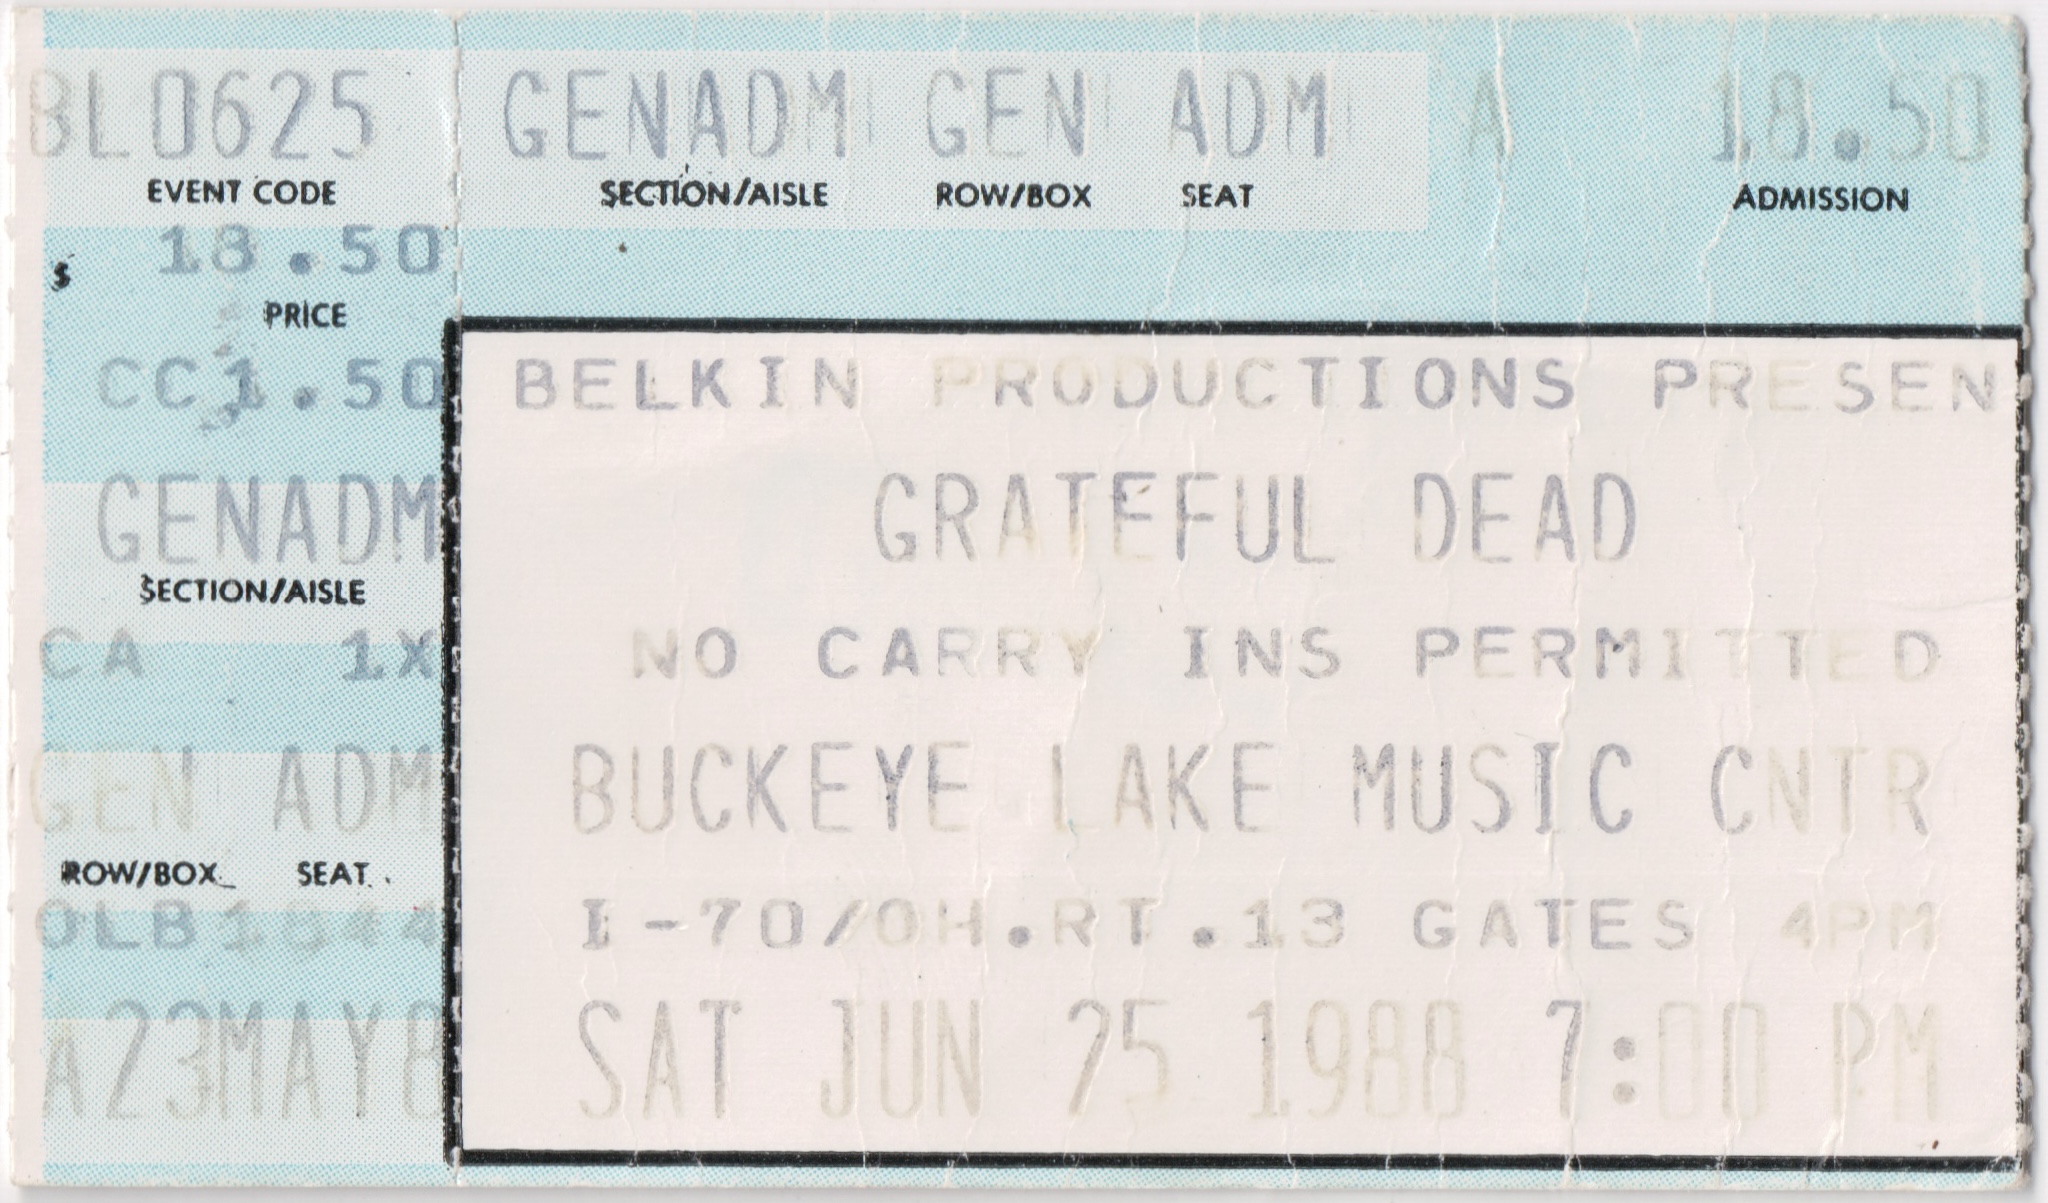 BL0625 GENADM GEN ADM A 18.50
EVENT CODE SECTION/AISLE ROW/BOX SEAT ADMISSION
$ 18.50
PRICE
CC 1.50
GENADM
SECTION/AISLE
CA 1X
GEN ADM
ROW/BOX SEAT
A23MAY8
BELKIN PRODUCTIONS PRESEN
GRATEFUL DEAD
NO CARRY INS PERMITTED
BUCKEYE LAKE MUSIC CNTR
I-70/OH.RT.13 GATES 4PM
SAT JUN 25 1988 7:00 PM